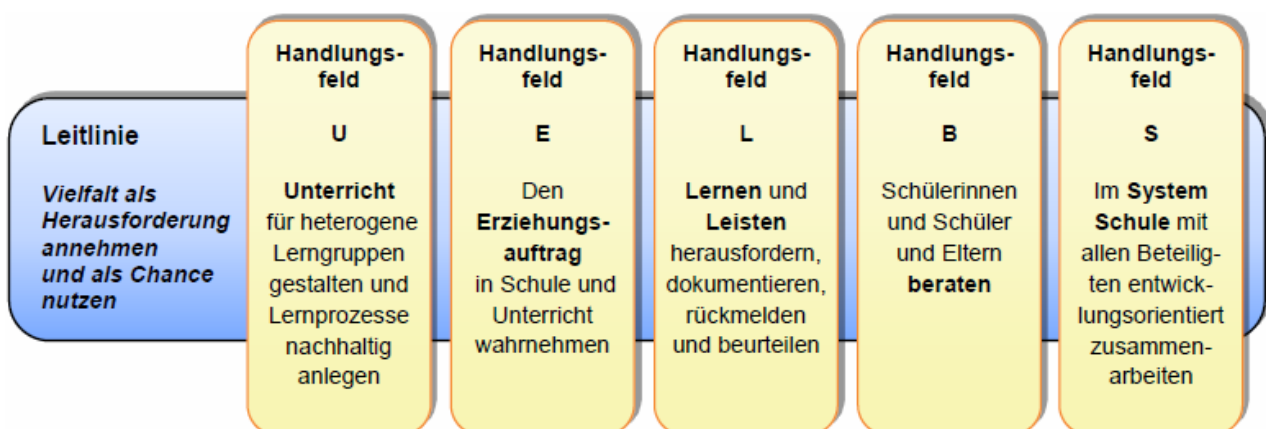 Leitlinie
Vielfalt als
Herausforderung
annehmen
und als Chance
nutzen
Handlungs-
feld
U
Unterricht
für heterogene
Lerngruppen
gestalten und
Lernprozesse
nachhaltig
anlegen
Handlungs-
feld
E
Den
Erziehungs-
auftrag
in Schule und
Unterricht
wahrnehmen
Handlungs-
feld
L
Lernen und
Leisten
herausfordern,
dokumentieren,
rückmelden
und beurteilen
Handlungs-
feld
B
Schülerinnen
und Schüler
und Eltern
beraten
Handlungs-
feld
S
Im System
Schule mit
allen Beteilig-
ten entwick-
lungsorientiert
zusammen-
arbeiten